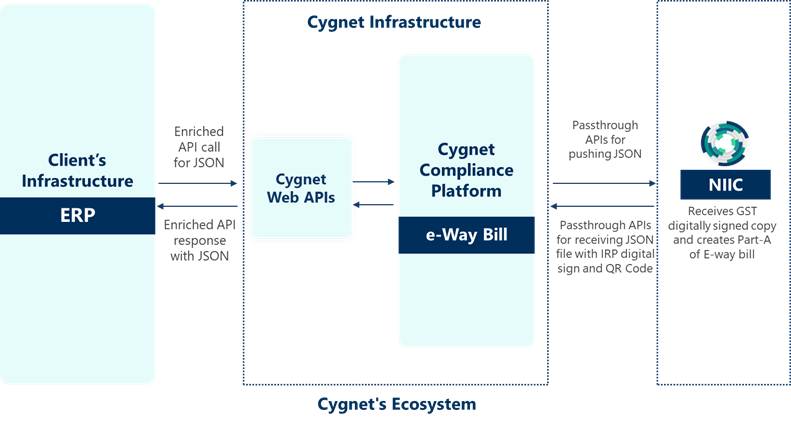 Cygnet Infrastructure
Client's
Infrastructure
ERP
Enriched
API call
for JSON
Enriched API
response
with JSON
Cygnet
Web APIs
Cygnet
Compliance
Platform
e-Way Bill
Passthrough
APIs for
pushing JSON
Passthrough APIs
for receiving JSON
file with IRP digital
sign and QR Code
NIIC
Receives GST
digitally signed copy
and creates Part-A
of E-way bill
Cygnet's Ecosystem